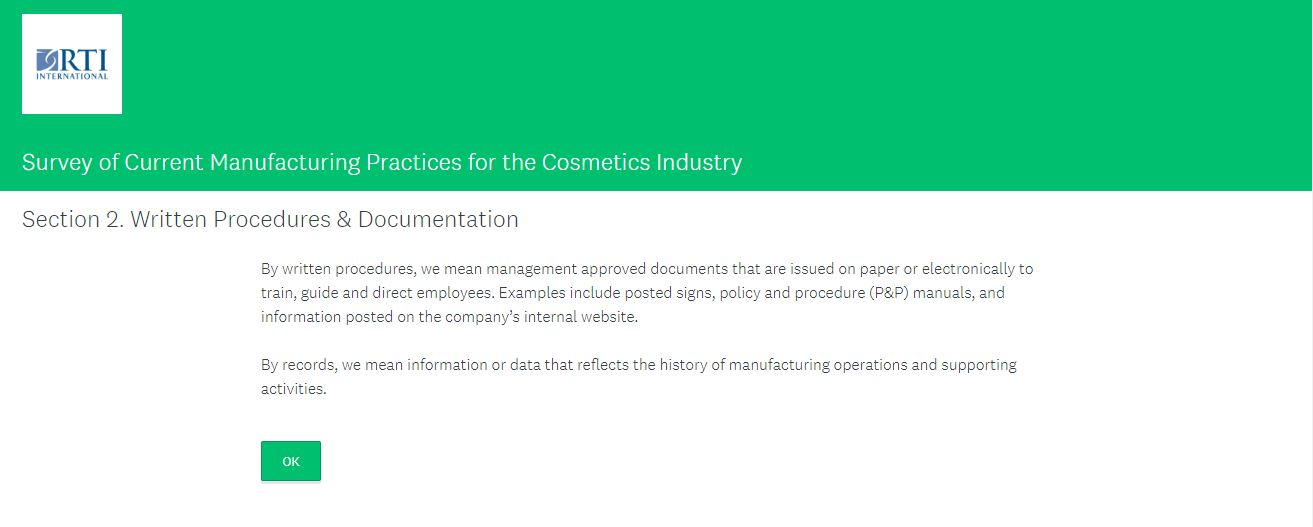 RTI
INTERNATIONAL
Survey of Current Manufacturing Practices for the Cosmetics Industry
Section 2. Written Procedures & Documentation
By written procedures, we mean management approved documents that are issued on paper or electronically to
train, guide and direct employees. Examples include posted signs, policy and procedure (P&P) manuals, and
information posted on the company’s internal website.
By records, we mean information or data that reflects the history of manufacturing operations and supporting
activities.
OK